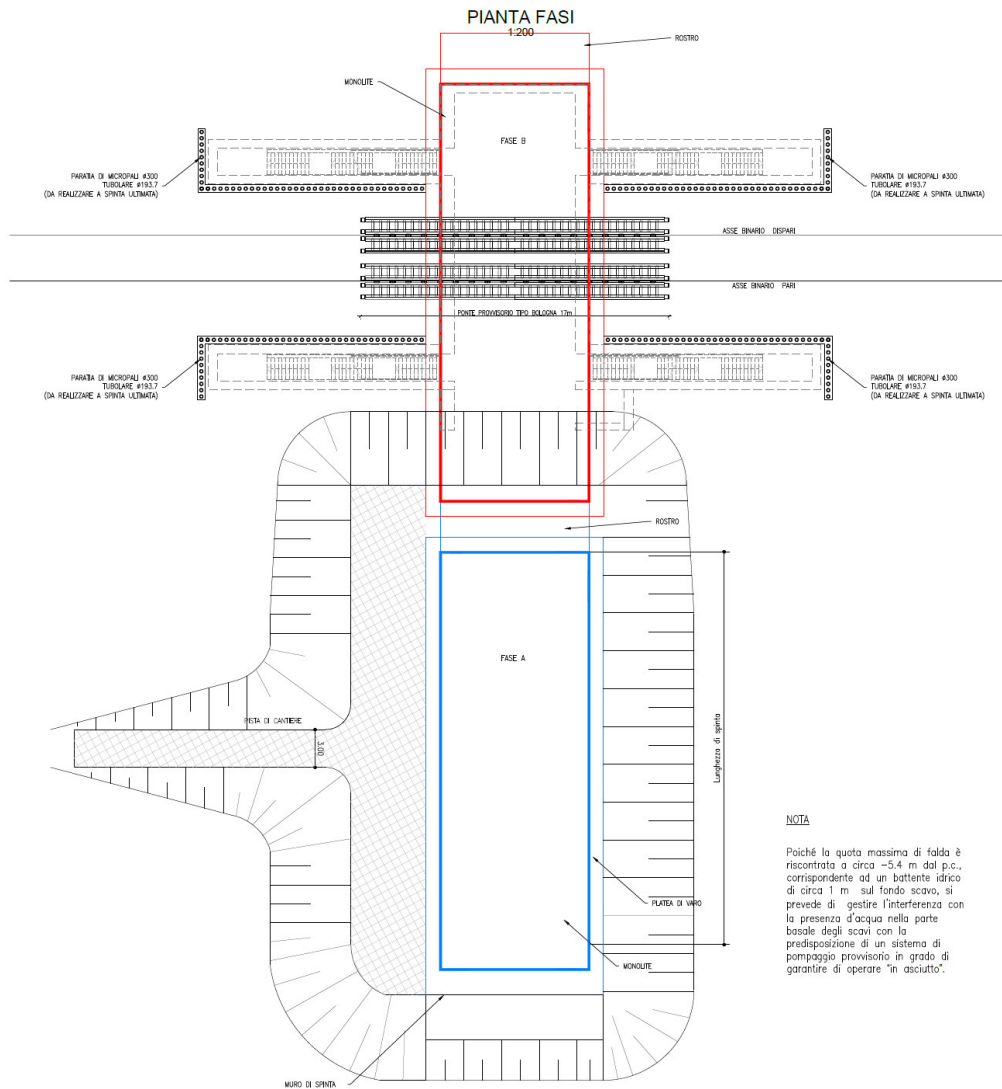 PIANTA FASI
1:200
ROSTRO
MONOLITE
FASE B
PARATIA DI MICROPALI ø300
TUBOLARE ø193.7
(DA REALIZZARE A SPINTA ULTIMATA)
PARATIA DI MICROPALI ø300
TUBOLARE ø193.7
(DA REALIZZARE A SPINTA ULTIMATA)
ASSE BINARIO DISPARI
ASSE BINARIO PARI
PONTE PROVVISORIO TIPO BOLOGNA 17m
PARATIA DI MICROPALI ø300
TUBOLARE ø193.7
(DA REALIZZARE A SPINTA ULTIMATA)
PARATIA DI MICROPALI ø300
TUBOLARE ø193.7
(DA REALIZZARE A SPINTA ULTIMATA)
ROSTRO
FASE A
Lunghezza di spinta
PISTA DI CANTIERE
3.00
PLATEA DI VARO
MONOLITE
MURO DI SPINTA
NOTA
Poiché la quota massima di falda è
riscontrata a circa -5.4 m dal p.c.,
corrispondente ad un battente idrico
di circa 1 m sul fondo scavo, si
prevede di gestire l'interferenza con
la presenza d'acqua nella parte
basale degli scavi con la
predisposizione di un sistema di
pompaggio provvisorio in grado di
garantire di operare "in asciutto".